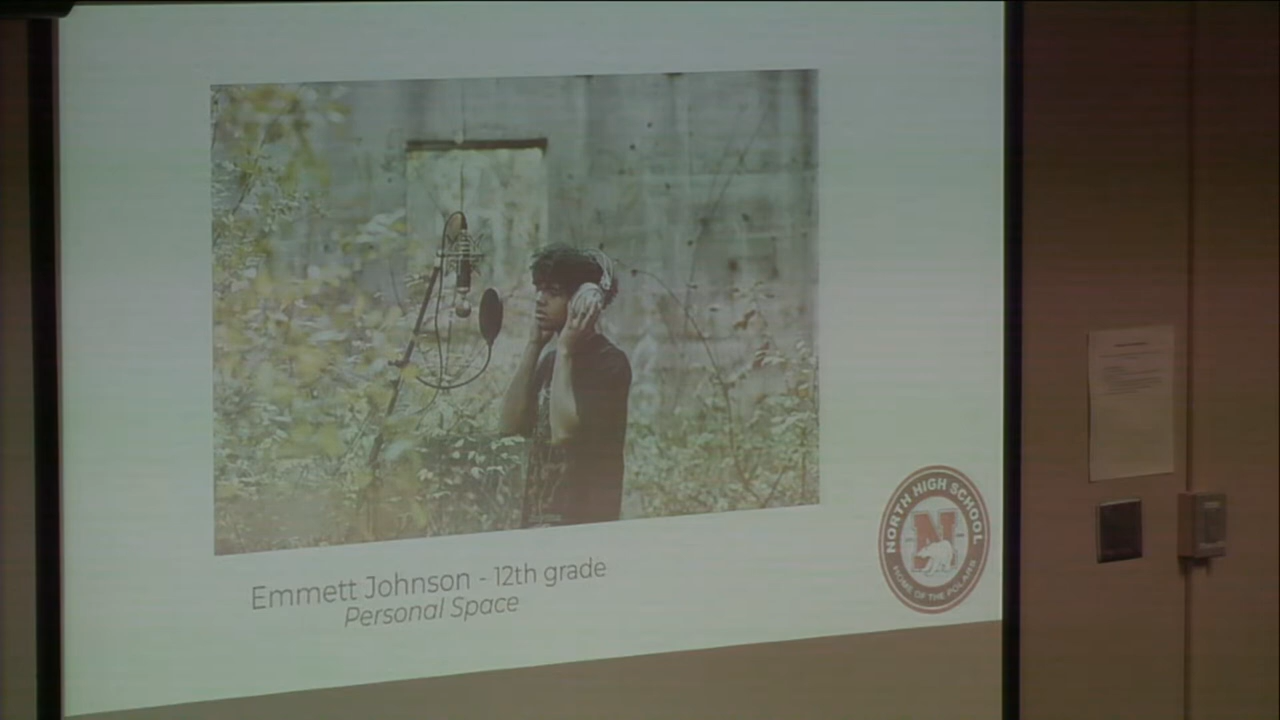 Emmett Johnson - 12th grade
Personal Space
NORTH HIGH SCHOOL
N
HOME OF THE POLARS